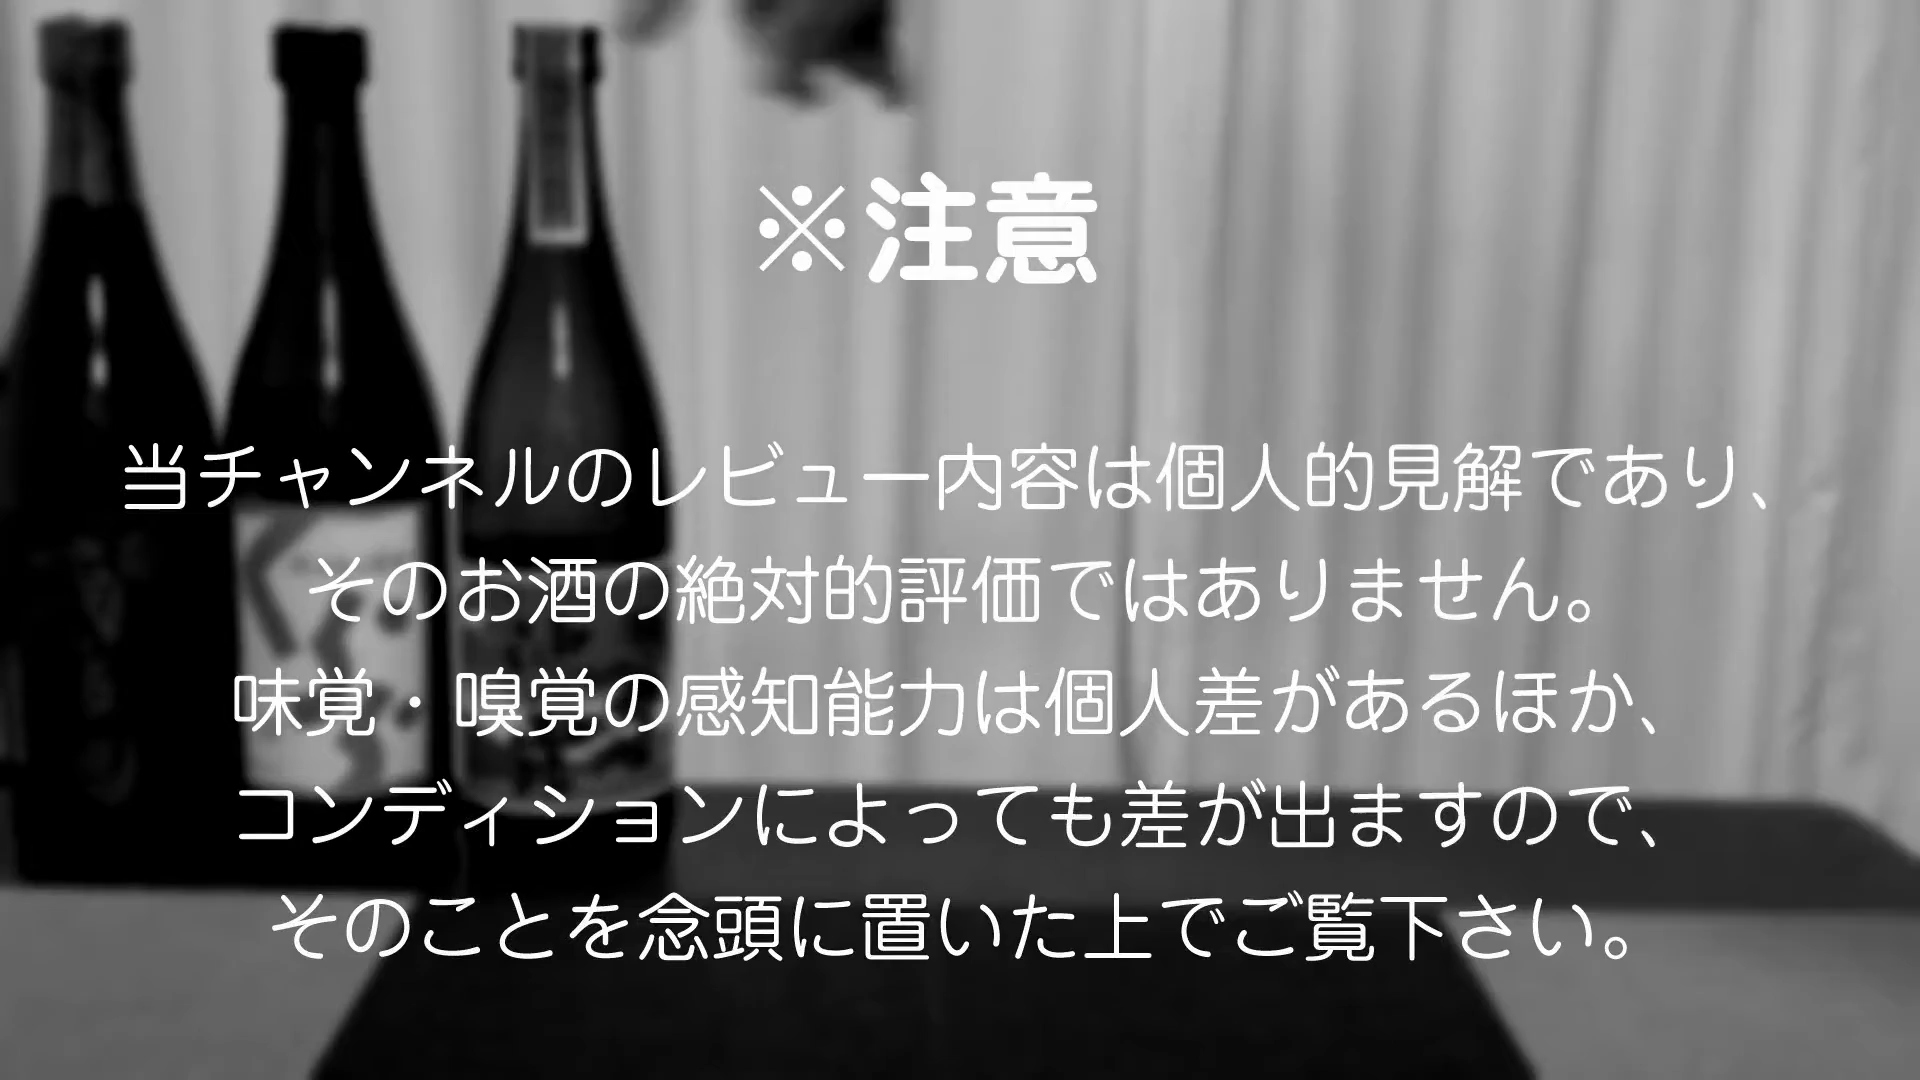 ※注意
当チャンネルのレビュー内容は個人的見解であり、
そのお酒の絶対的評価ではありません。
味覚・嗅覚の感知能力は個人差があるほか、
コンディションによっても差が出ますので、
そのことを念頭に置いた上でご覧下さい。